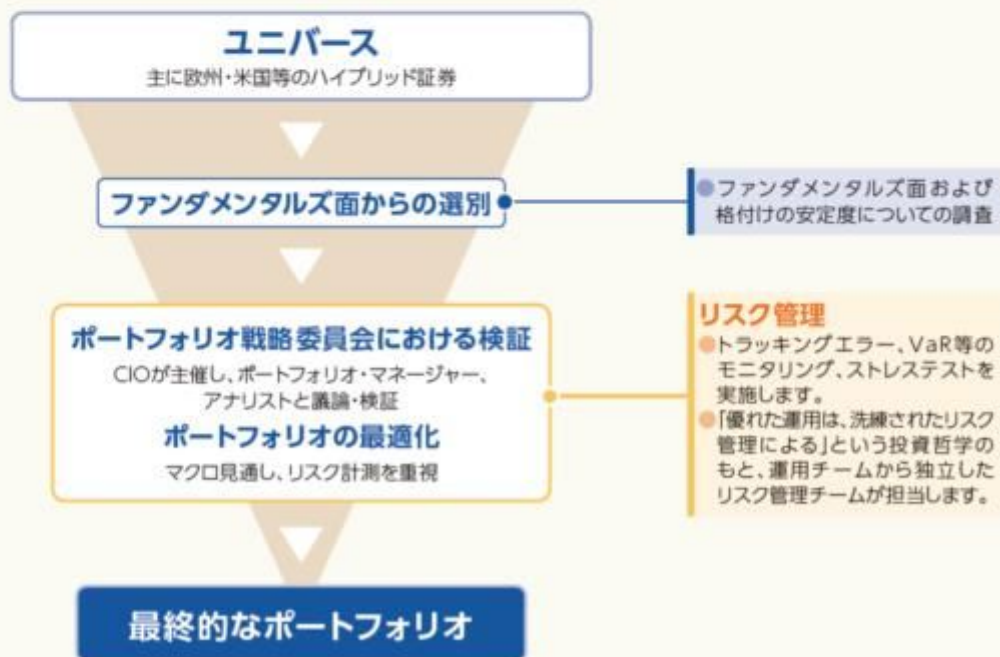 ユニバース
主に欧州・米国等のハイブリッド証券
ファンダメンタルズ面からの選別
●ファンダメンタルズ面および
格付けの安定度についての調査
ポートフォリオ戦略委員会における検証
CIOが主催し、ポートフォリオ・マネージャー、
アナリストと議論・検証
ポートフォリオの最適化
マクロ見通し、リスク計測を重視
リスク管理
●トラッキングエラー、VaR等の
モニタリング、ストレステストを
実施します。
●「優れた運用は、洗練されたリスク
管理による」という投資哲学の
もと、運用チームから独立した
リスク管理チームが担当します。
最終的なポートフォリオ